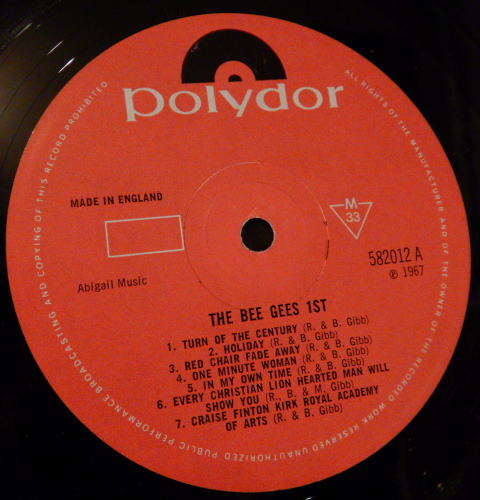 polydor
BROADCASTING AND COPYING OF THIS RECORD PROHIBITED
ALL RIGHTS OF THE MANUFACTURER AND OF THE OWNER OF THE RECORDED WORK RESERVED UNAUTHORIZED PUBLIC PERFORMANCE
MADE IN ENGLAND
M
33
582012 A
Ⓟ 1967
Abigail Music
THE BEE GEES 1ST
1. TURN OF THE CENTURY (R. & B. Gibb)
2. HOLIDAY (R. & B. Gibb)
3. RED CHAIR FADE AWAY (R. & B. Gibb)
4. ONE MINUTE WOMAN (R. & B. Gibb)
5. IN MY OWN TIME (R. & B. Gibb)
6. EVERY CHRISTIAN LION HEARTED MAN WILL
SHOW YOU (R., B. & M. Gibb)
7. CRAISE FINTON KIRK ROYAL ACADEMY
OF ARTS (R. & B. Gibb)